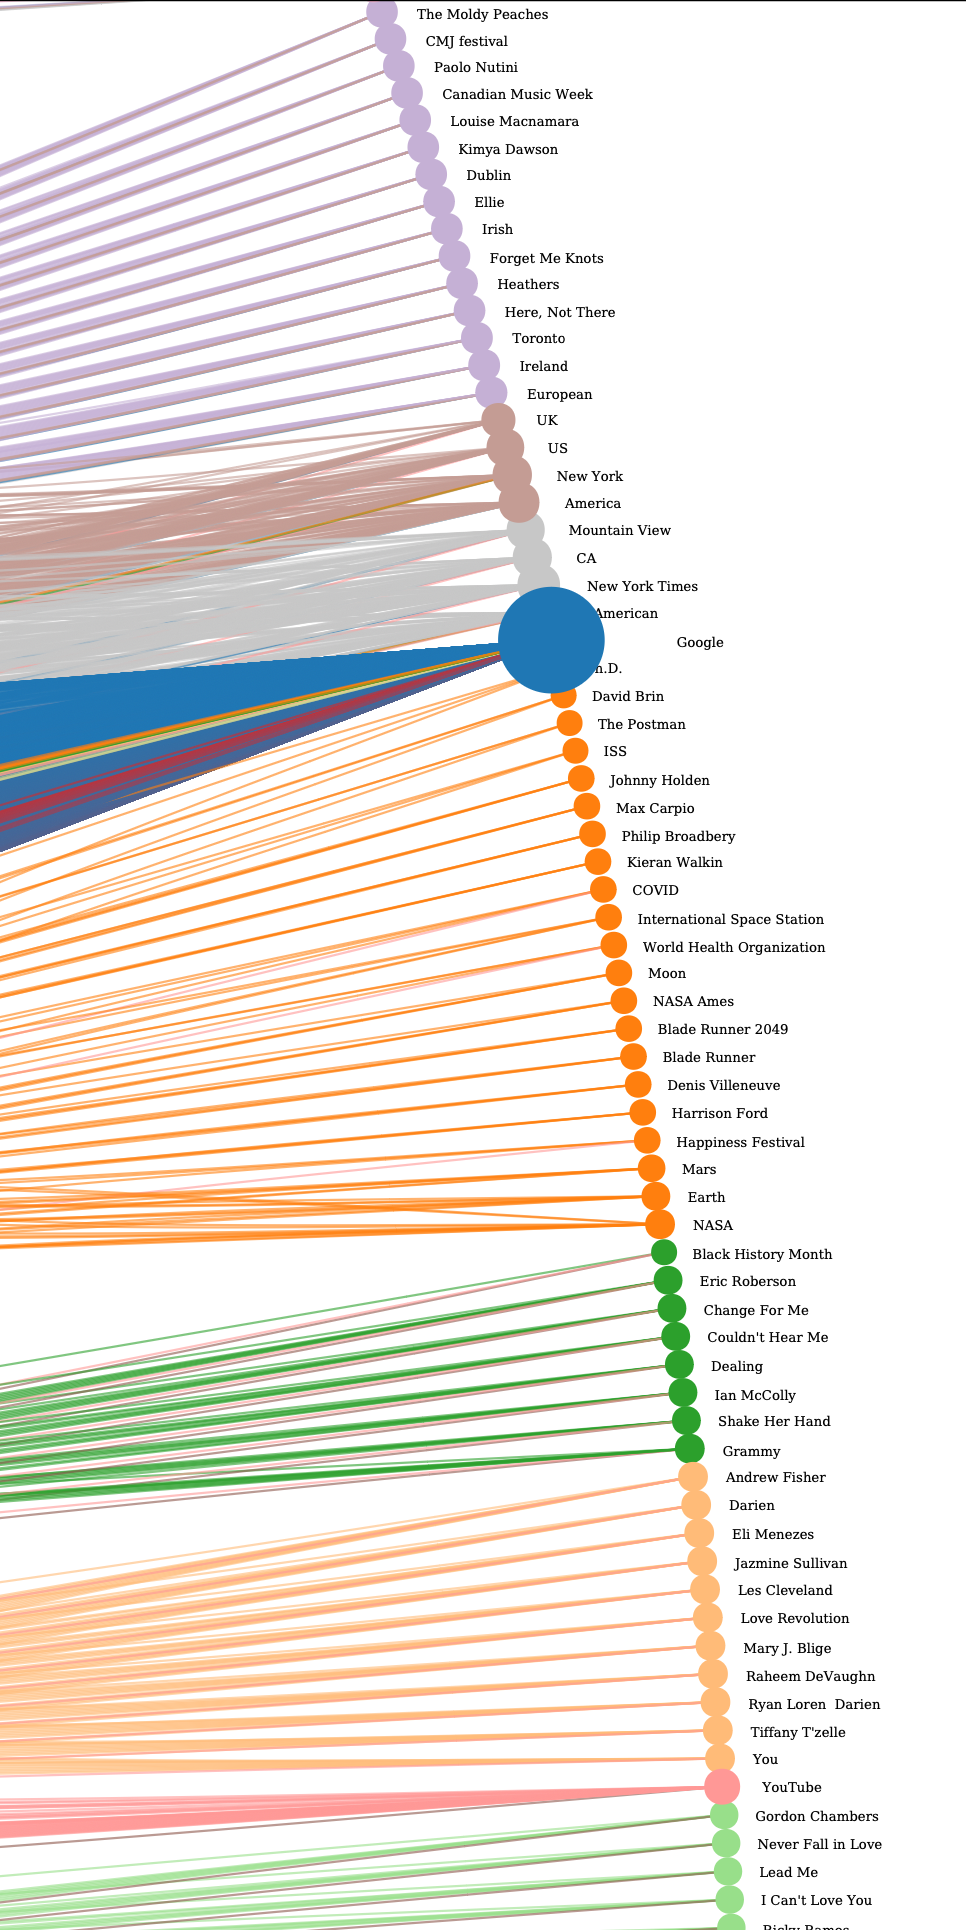 The Moldy Peaches
CMJ festival
Paolo Nutini
Canadian Music Week
Louise Macnamara
Kimya Dawson
Dublin
Ellie
Irish
Forget Me Knots
Heathers
Here, Not There
Toronto
Ireland
European
UK
US
New York
America
Mountain View
CA
New York Times
American
Google
h.D.
David Brin
The Postman
ISS
Johnny Holden
Max Carpio
Philip Broadbery
Kieran Walkin
COVID
International Space Station
World Health Organization
Moon
NASA Ames
Blade Runner 2049
Blade Runner
Denis Villeneuve
Harrison Ford
Happiness Festival
Mars
Earth
NASA
Black History Month
Eric Roberson
Change For Me
Couldn't Hear Me
Dealing
Ian McColly
Shake Her Hand
Grammy
Andrew Fisher
Darien
Eli Menezes
Jazmine Sullivan
Les Cleveland
Love Revolution
Mary J. Blige
Raheem DeVaughn
Ryan Loren  Darien
Tiffany T'zelle
You
YouTube
Gordon Chambers
Never Fall in Love
Lead Me
I Can't Love You